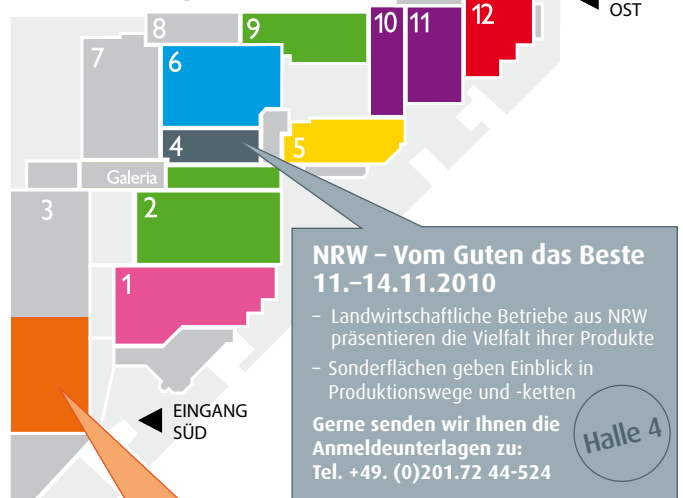 OST
8
9
10
11
12
7
6
4
5
Galeria
3
2
1
EINGANG
SÜD
NRW – Vom Guten das Beste
11.–14.11.2010
– Landwirtschaftliche Betriebe aus NRW
präsentieren die Vielfalt ihrer Produkte
– Sonderflächen geben Einblick in
Produktionswege und -ketten
Gerne senden wir Ihnen die
Anmeldeunterlagen zu:
Tel. +49. (0)201.72 44-524
Halle 4